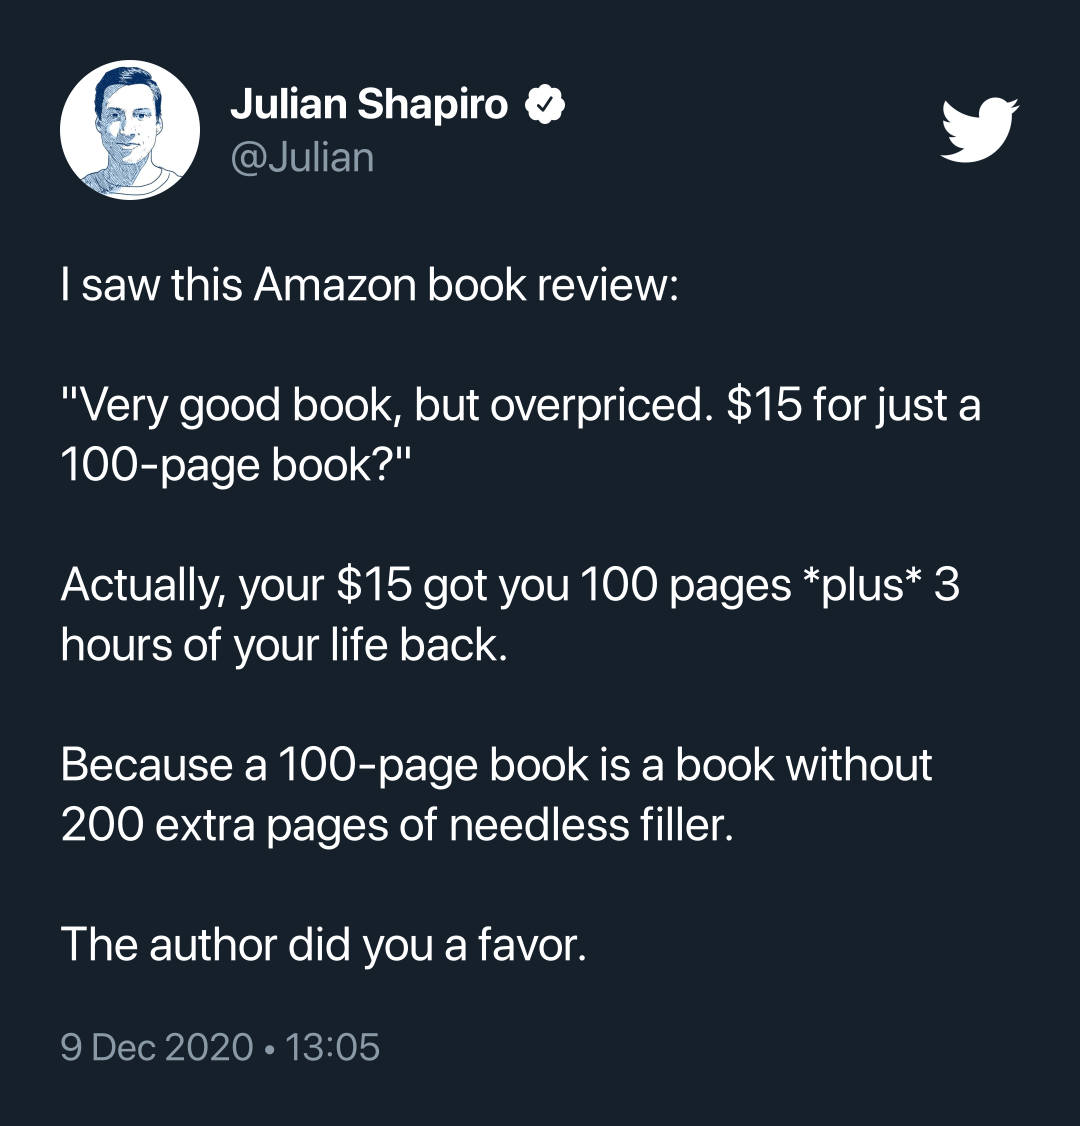 Julian Shapiro
@Julian
I saw this Amazon book review:
"Very good book, but overpriced. $15 for just a
100-page book?"
Actually, your $15 got you 100 pages *plus* 3
hours of your life back.
Because a 100-page book is a book without
200 extra pages of needless filler.
The author did you a favor.
9 Dec 2020 • 13:05